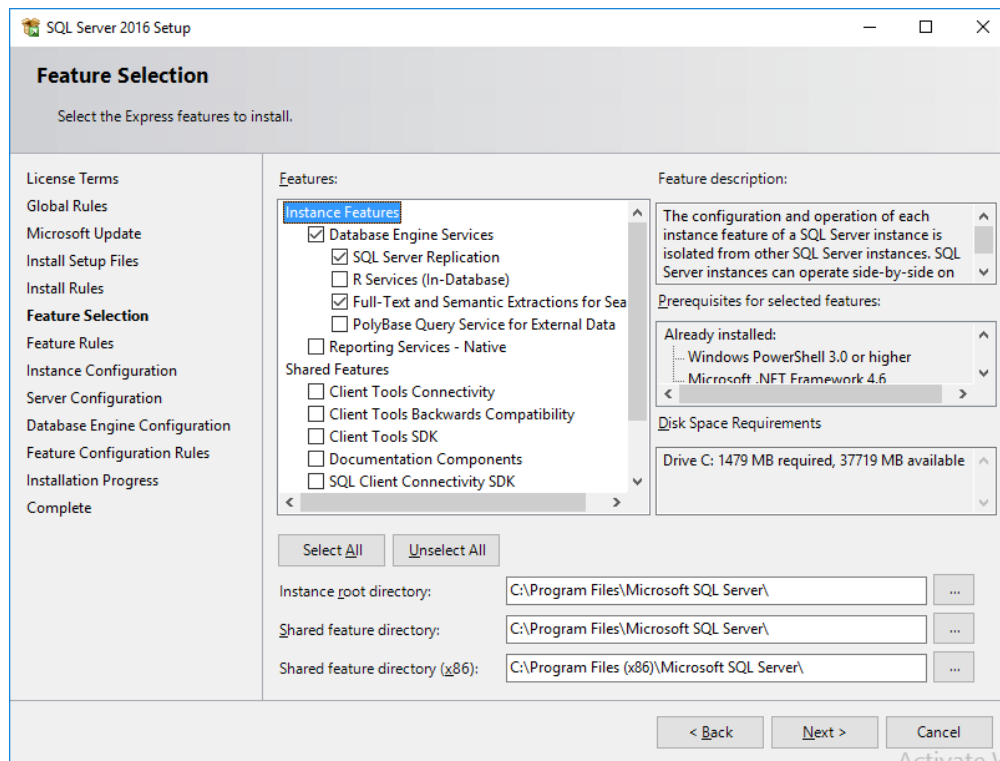 SQL Server 2016 Setup
Feature Selection
Select the Express features to install.
License Terms
Global Rules
Microsoft Update
Install Setup Files
Install Rules
Feature Selection
Feature Rules
Instance Configuration
Server Configuration
Database Engine Configuration
Feature Configuration Rules
Installation Progress
Complete
Features:
Instance Features
Database Engine Services
SQL Server Replication
R Services (In-Database)
Full-Text and Semantic Extractions for Sea
PolyBase Query Service for External Data
Reporting Services - Native
Shared Features
Client Tools Connectivity
Client Tools Backwards Compatibility
Client Tools SDK
Documentation Components
SQL Client Connectivity SDK
Feature description:
The configuration and operation of each
instance feature of a SQL Server instance is
isolated from other SQL Server instances. SQL
Server instances can operate side-by-side on
Prerequisites for selected features:
Already installed:
Windows PowerShell 3.0 or higher
Microsoft .NET Framework 4.6
Disk Space Requirements
Drive C: 1479 MB required, 37719 MB available
Select All
Unselect All
Instance root directory:
C:\Program Files\Microsoft SQL Server\
...
Shared feature directory:
C:\Program Files\Microsoft SQL Server\
...
Shared feature directory (x86):
C:\Program Files (x86)\Microsoft SQL Server\
...
< Back
Next >
Cancel
Activate